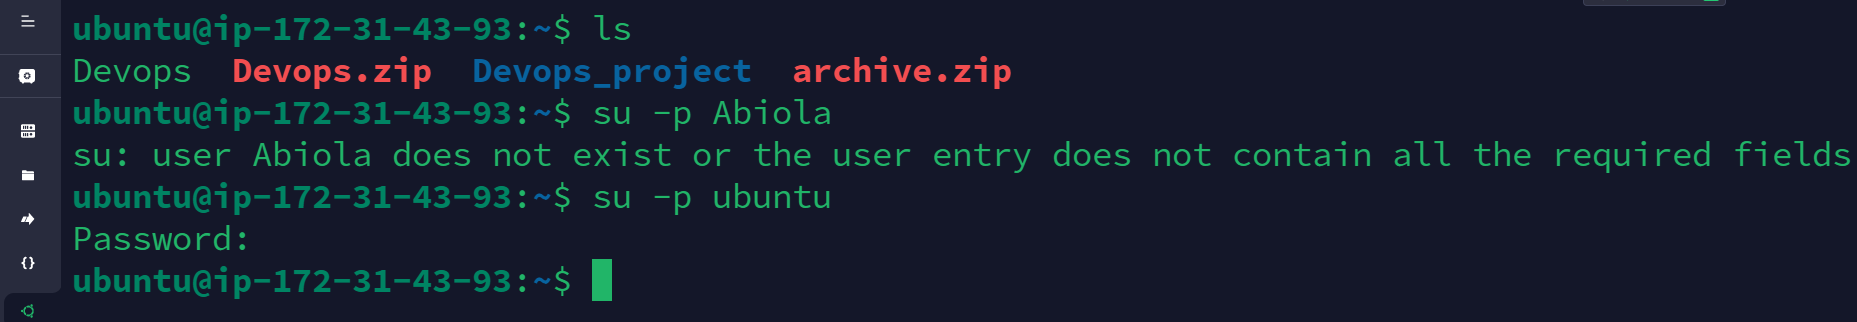 ubuntu@ip-172-31-43-93:~$ ls
Devops  Devops.zip  Devops_project  archive.zip
ubuntu@ip-172-31-43-93:~$ su -p Abiola
su: user Abiola does not exist or the user entry does not contain all the required fields
ubuntu@ip-172-31-43-93:~$ su -p ubuntu
Password:
ubuntu@ip-172-31-43-93:~$